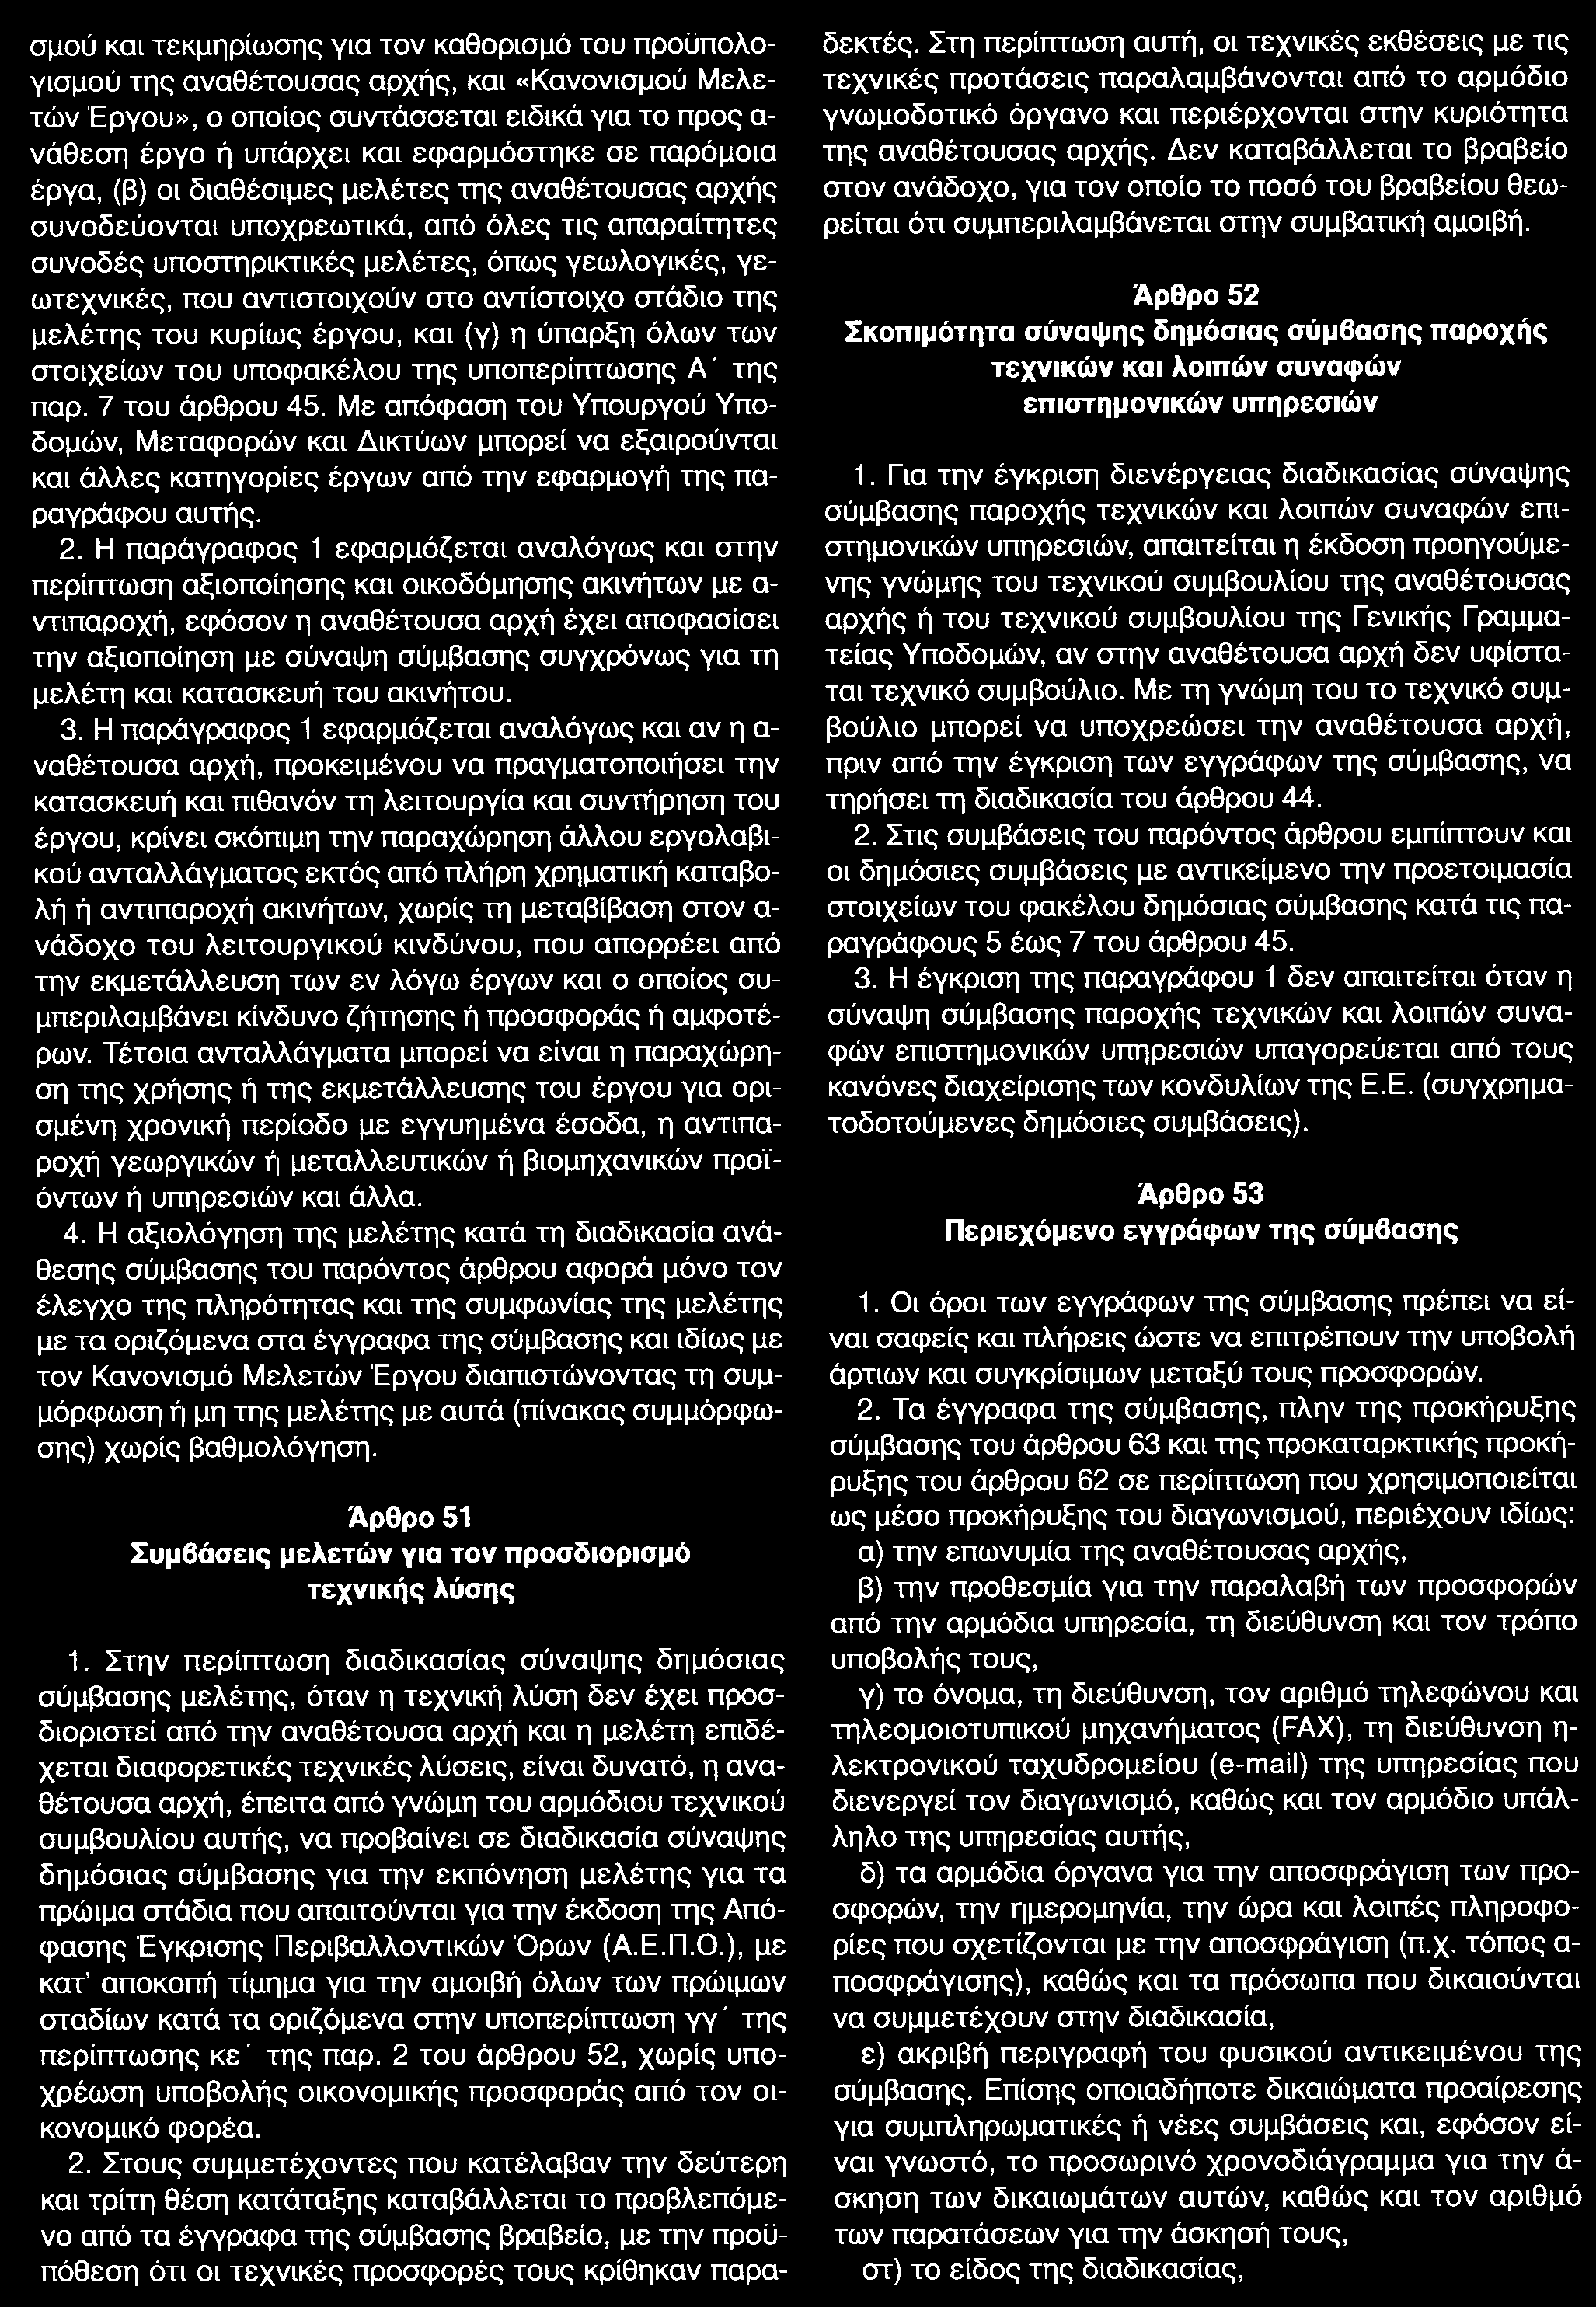 σμού και τεκμηρίωσης για τον καθορισμό του προϋπολο-
γισμού της αναθέτουσας αρχής, και «Κανονισμού Μελε-
τών Έργου», ο οποίος συντάσσεται ειδικά για το προς α-
νάθεση έργο ή υπάρχει και εφαρμόστηκε σε παρόμοια
έργα, (β) οι διαθέσιμες μελέτες της αναθέτουσας αρχής
συνοδεύονται υποχρεωτικά, από όλες τις απαραίτητες
συνοδές υποστηρικτικές μελέτες, όπως γεωλογικές, γε-
ωτεχνικές, που αντιστοιχούν στο αντίστοιχο στάδιο της
μελέτης του κυρίως έργου, και (γ) η ύπαρξη όλων των
στοιχείων του υποφακέλου της υποπερίπτωσης Α΄ της
παρ. 7 του άρθρου 45. Με απόφαση του Υπουργού Υπο-
δομών, Μεταφορών και Δικτύων μπορεί να εξαιρούνται
και άλλες κατηγορίες έργων από την εφαρμογή της πα-
ραγράφου αυτής.
2. Η παράγραφος 1 εφαρμόζεται αναλόγως και στην
περίπτωση αξιοποίησης και οικοδόμησης ακινήτων με α-
ντιπαροχή, εφόσον η αναθέτουσα αρχή έχει αποφασίσει
την αξιοποίηση με σύναψη σύμβασης συγχρόνως για τη
μελέτη και κατασκευή του ακινήτου.
3. Η παράγραφος 1 εφαρμόζεται αναλόγως και αν η α-
ναθέτουσα αρχή, προκειμένου να πραγματοποιήσει την
κατασκευή και πιθανόν τη λειτουργία και συντήρηση του
έργου, κρίνει σκόπιμη την παραχώρηση άλλου εργολαβι-
κού ανταλλάγματος εκτός από πλήρη χρηματική καταβο-
λή ή αντιπαροχή ακινήτων, χωρίς τη μεταβίβαση στον α-
νάδοχο του λειτουργικού κινδύνου, που απορρέει από
την εκμετάλλευση των εν λόγω έργων και ο οποίος συ-
μπεριλαμβάνει κίνδυνο ζήτησης ή προσφοράς ή αμφοτέ-
ρων. Τέτοια ανταλλάγματα μπορεί να είναι η παραχώρη-
ση της χρήσης ή της εκμετάλλευσης του έργου για ορι-
σμένη χρονική περίοδο με εγγυημένα έσοδα, η αντιπα-
ροχή γεωργικών ή μεταλλευτικών ή βιομηχανικών προϊ-
όντων ή υπηρεσιών και άλλα.
4. Η αξιολόγηση της μελέτης κατά τη διαδικασία ανά-
θεσης σύμβασης του παρόντος άρθρου αφορά μόνο τον
έλεγχο της πληρότητας και της συμφωνίας της μελέτης
με τα οριζόμενα στα έγγραφα της σύμβασης και ιδίως με
τον Κανονισμό Μελετών Έργου διαπιστώνοντας τη συμ-
μόρφωση ή μη της μελέτης με αυτά (πίνακας συμμόρφω-
σης) χωρίς βαθμολόγηση.
Άρθρο 51
Συμβάσεις μελετών για τον προσδιορισμό
τεχνικής λύσης
1. Στην περίπτωση διαδικασίας σύναψης δημόσιας
σύμβασης μελέτης, όταν η τεχνική λύση δεν έχει προσ-
διοριστεί από την αναθέτουσα αρχή και η μελέτη επιδέ-
χεται διαφορετικές τεχνικές λύσεις, είναι δυνατό, η ανα-
θέτουσα αρχή, έπειτα από γνώμη του αρμόδιου τεχνικού
συμβουλίου αυτής, να προβαίνει σε διαδικασία σύναψης
δημόσιας σύμβασης για την εκπόνηση μελέτης για τα
πρώιμα στάδια που απαιτούνται για την έκδοση της Από-
φασης Έγκρισης Περιβαλλοντικών Όρων (Α.Ε.Π.Ο.), με
κατ' αποκοπή τίμημα για την αμοιβή όλων των πρώιμων
σταδίων κατά τα οριζόμενα στην υποπερίπτωση γγ΄ της
περίπτωσης κε΄ της παρ. 2 του άρθρου 52, χωρίς υπο-
χρέωση υποβολής οικονομικής προσφοράς από τον οι-
κονομικό φορέα.
2. Στους συμμετέχοντες που κατέλαβαν την δεύτερη
και τρίτη θέση κατάταξης καταβάλλεται το προβλεπόμε-
νο από τα έγγραφα της σύμβασης βραβείο, με την προϋ-
πόθεση ότι οι τεχνικές προσφορές τους κρίθηκαν παρα-
δεκτές. Στη περίπτωση αυτή, οι τεχνικές εκθέσεις με τις
τεχνικές προτάσεις παραλαμβάνονται από το αρμόδιο
γνωμοδοτικό όργανο και περιέρχονται στην κυριότητα
της αναθέτουσας αρχής. Δεν καταβάλλεται το βραβείο
στον ανάδοχο, για τον οποίο το ποσό του βραβείου θεω-
ρείται ότι συμπεριλαμβάνεται στην συμβατική αμοιβή.
Άρθρο 52
Σκοπιμότητα σύναψης δημόσιας σύμβασης παροχής
τεχνικών και λοιπών συναφών
επιστημονικών υπηρεσιών
1. Για την έγκριση διενέργειας διαδικασίας σύναψης
σύμβασης παροχής τεχνικών και λοιπών συναφών επι-
στημονικών υπηρεσιών, απαιτείται η έκδοση προηγούμε-
νης γνώμης του τεχνικού συμβουλίου της αναθέτουσας
αρχής ή του τεχνικού συμβουλίου της Γενικής Γραμμα-
τείας Υποδομών, αν στην αναθέτουσα αρχή δεν υφίστα-
ται τεχνικό συμβούλιο. Με τη γνώμη του το τεχνικό συμ-
βούλιο μπορεί να υποχρεώσει την αναθέτουσα αρχή,
πριν από την έγκριση των εγγράφων της σύμβασης, να
τηρήσει τη διαδικασία του άρθρου 44.
2. Στις συμβάσεις του παρόντος άρθρου εμπίπτουν και
οι δημόσιες συμβάσεις με αντικείμενο την προετοιμασία
στοιχείων του φακέλου δημόσιας σύμβασης κατά τις πα-
ραγράφους 5 έως 7 του άρθρου 45.
3. Η έγκριση της παραγράφου 1 δεν απαιτείται όταν η
σύναψη σύμβασης παροχής τεχνικών και λοιπών συνα-
φών επιστημονικών υπηρεσιών υπαγορεύεται από τους
κανόνες διαχείρισης των κονδυλίων της Ε.Ε. (συγχρημα-
τοδοτούμενες δημόσιες συμβάσεις).
Άρθρο 53
Περιεχόμενο εγγράφων της σύμβασης
1. Οι όροι των εγγράφων της σύμβασης πρέπει να εί-
ναι σαφείς και πλήρεις ώστε να επιτρέπουν την υποβολή
άρτιων και συγκρίσιμων μεταξύ τους προσφορών.
2. Τα έγγραφα της σύμβασης, πλην της προκήρυξης
σύμβασης του άρθρου 63 και της προκαταρκτικής προκή-
ρυξης του άρθρου 62 σε περίπτωση που χρησιμοποιείται
ως μέσο προκήρυξης του διαγωνισμού, περιέχουν ιδίως:
α) την επωνυμία της αναθέτουσας αρχής,
β) την προθεσμία για την παραλαβή των προσφορών
από την αρμόδια υπηρεσία, τη διεύθυνση και τον τρόπο
υποβολής τους,
γ) το όνομα, τη διεύθυνση, τον αριθμό τηλεφώνου και
τηλεομοιοτυπικού μηχανήματος (FAX), τη διεύθυνση η-
λεκτρονικού ταχυδρομείου (e-mail) της υπηρεσίας που
διενεργεί τον διαγωνισμό, καθώς και τον αρμόδιο υπάλ-
ληλο της υπηρεσίας αυτής,
δ) τα αρμόδια όργανα για την αποσφράγιση των προ-
σφορών, την ημερομηνία, την ώρα και λοιπές πληροφο-
ρίες που σχετίζονται με την αποσφράγιση (π.χ. τόπος α-
ποσφράγισης), καθώς και τα πρόσωπα που δικαιούνται
να συμμετέχουν στην διαδικασία,
ε) ακριβή περιγραφή του φυσικού αντικειμένου της
σύμβασης. Επίσης οποιαδήποτε δικαιώματα προαίρεσης
για συμπληρωματικές ή νέες συμβάσεις και, εφόσον εί-
ναι γνωστό, το προσωρινό χρονοδιάγραμμα για την ά-
σκηση των δικαιωμάτων αυτών, καθώς και τον αριθμό
των παρατάσεων για την άσκησή τους,
στ) το είδος της διαδικασίας,